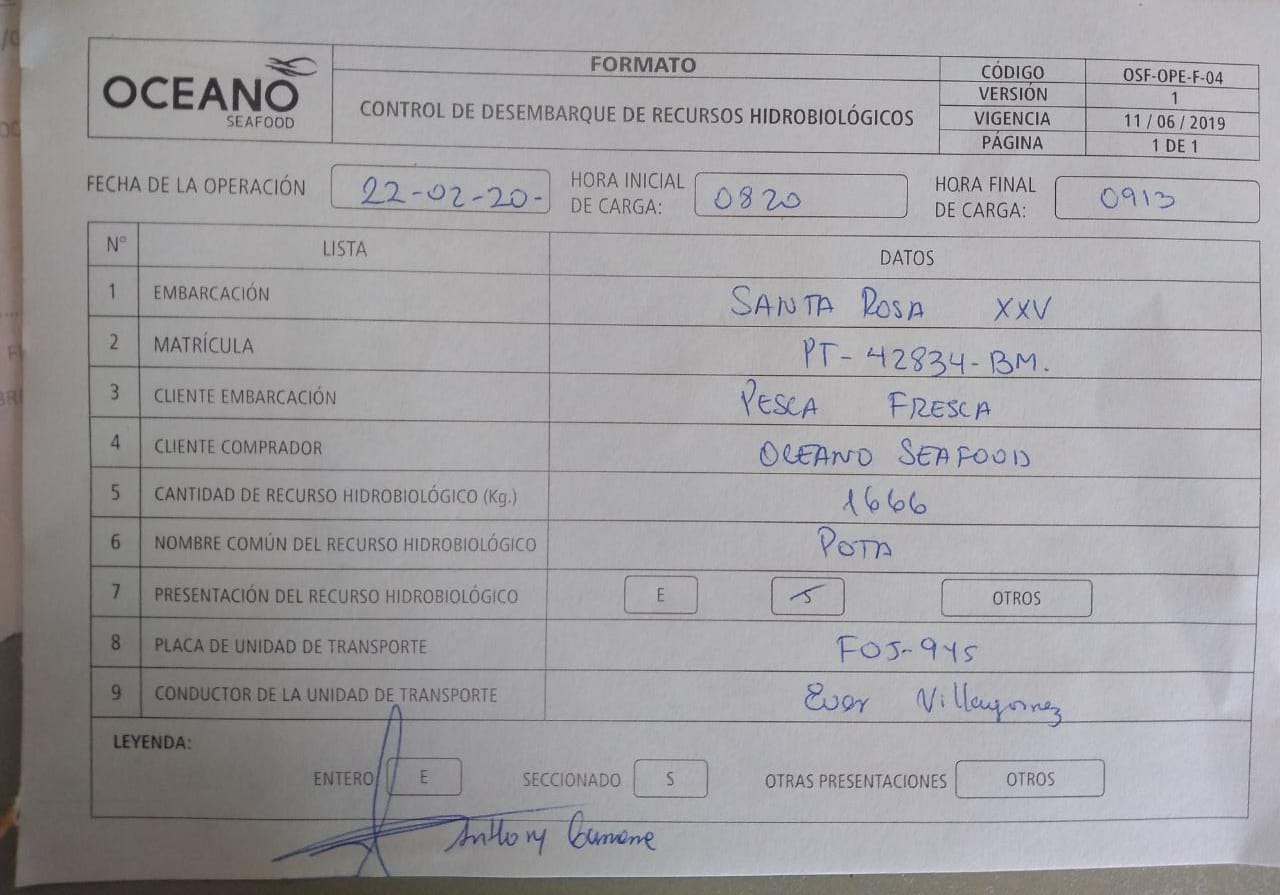 OCEANO
SEAFOOD
FORMATO
CONTROL DE DESEMBARQUE DE RECURSOS HIDROBIOLÓGICOS
CÓDIGO OSF-OPE-F-04
VERSIÓN 1
VIGENCIA 11 / 06 / 2019
PÁGINA 1 DE 1
FECHA DE LA OPERACIÓN 22-02-20-
HORA INICIAL
DE CARGA: 0820
HORA FINAL
DE CARGA: 0913
N° LISTA DATOS
1 EMBARCACIÓN SANTA ROSA XXV
2 MATRÍCULA PT-42834-BM.
3 CLIENTE EMBARCACIÓN PESCA FRESCA
4 CLIENTE COMPRADOR OCEANO SEAFOOD
5 CANTIDAD DE RECURSO HIDROBIOLÓGICO (Kg.) 1666
6 NOMBRE COMÚN DEL RECURSO HIDROBIOLÓGICO POTA
7 PRESENTACIÓN DEL RECURSO HIDROBIOLÓGICO E OTROS
8 PLACA DE UNIDAD DE TRANSPORTE FOJ-945
9 CONDUCTOR DE LA UNIDAD DE TRANSPORTE Ever Villagomez
LEYENDA:
ENTERO E SECCIONADO S OTRAS PRESENTACIONES OTROS
Anthony